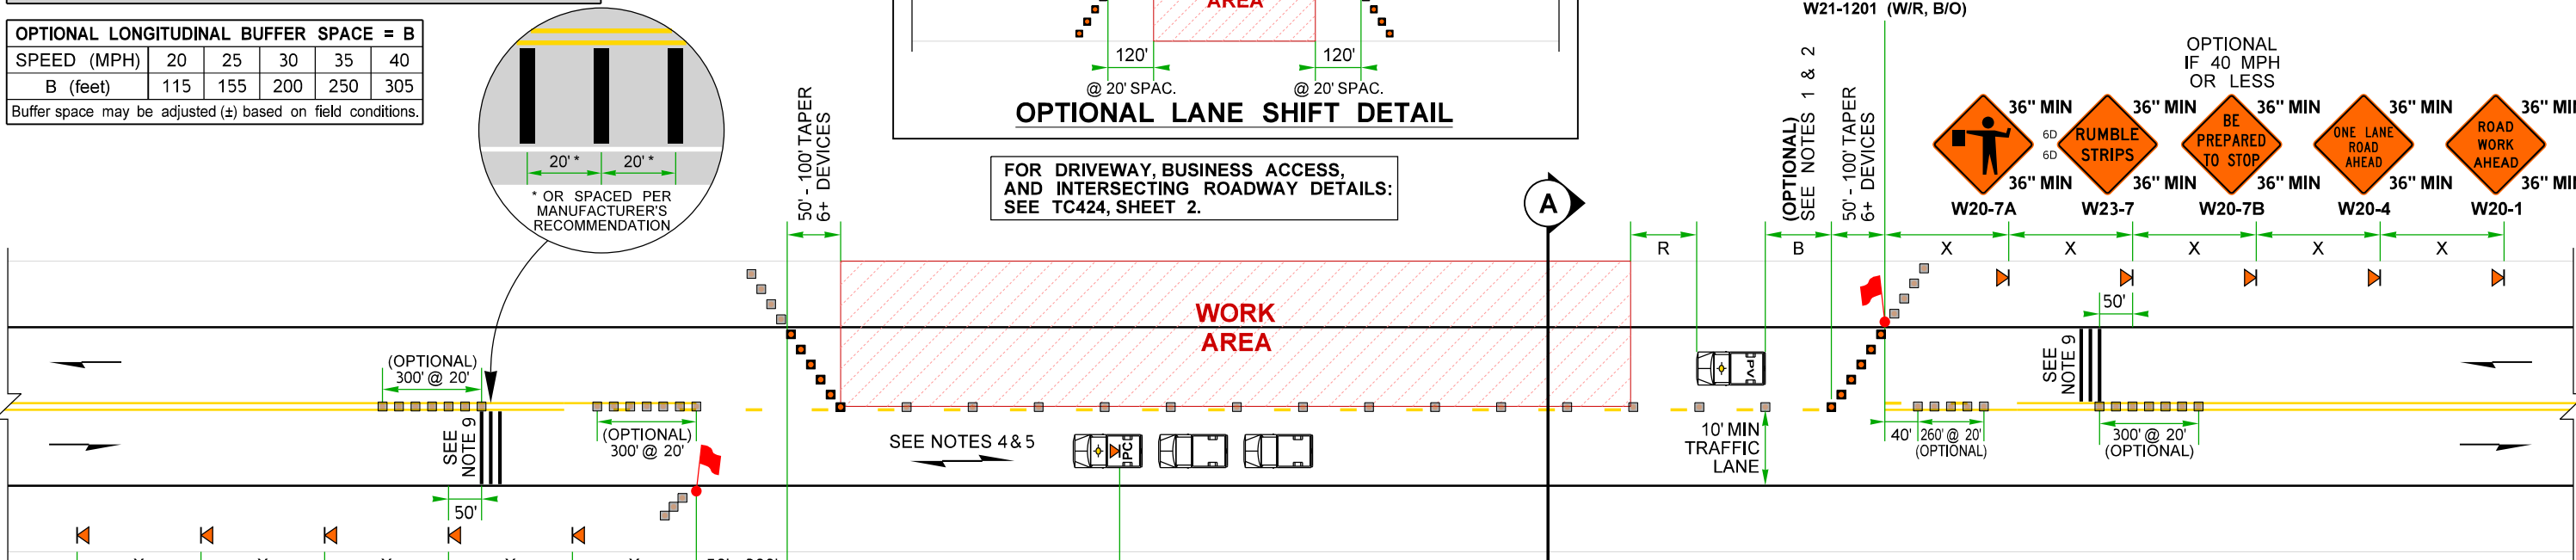 OPTIONAL LONGITUDINAL BUFFER SPACE = B
SPEED (MPH) 20 25 30 35 40
B (feet) 115 155 200 250 305
Buffer space may be adjusted (±) based on field conditions.
20' * 20' *
* OR SPACED PER
MANUFACTURER'S
RECOMMENDATION
50' - 100' TAPER
6+ DEVICES
AREA
120' 120'
@ 20' SPAC. @ 20' SPAC.
OPTIONAL LANE SHIFT DETAIL
FOR DRIVEWAY, BUSINESS ACCESS,
AND INTERSECTING ROADWAY DETAILS:
SEE TC424, SHEET 2.
A
W21-1201 (W/R, B/O)
(OPTIONAL)
SEE NOTES 1 & 2
50' - 100' TAPER
6+ DEVICES
OPTIONAL
IF 40 MPH
OR LESS
36" MIN 36" MIN 36" MIN 36" MIN 36" MIN
6D
6D
RUMBLE
STRIPS
BE
PREPARED
TO STOP
ONE LANE
ROAD
AHEAD
ROAD
WORK
AHEAD
36" MIN 36" MIN 36" MIN 36" MIN 36" MIN
W20-7A W23-7 W20-7B W20-4 W20-1
R B X X X X X
WORK
AREA
50'
(OPTIONAL)
300' @ 20'
SEE
NOTE 9
(OPTIONAL)
300' @ 20'
SEE NOTES 4 & 5
PC
PV
10' MIN
TRAFFIC
LANE
SEE
NOTE 9
40' 260' @ 20'
(OPTIONAL)
300' @ 20'
(OPTIONAL)
50'